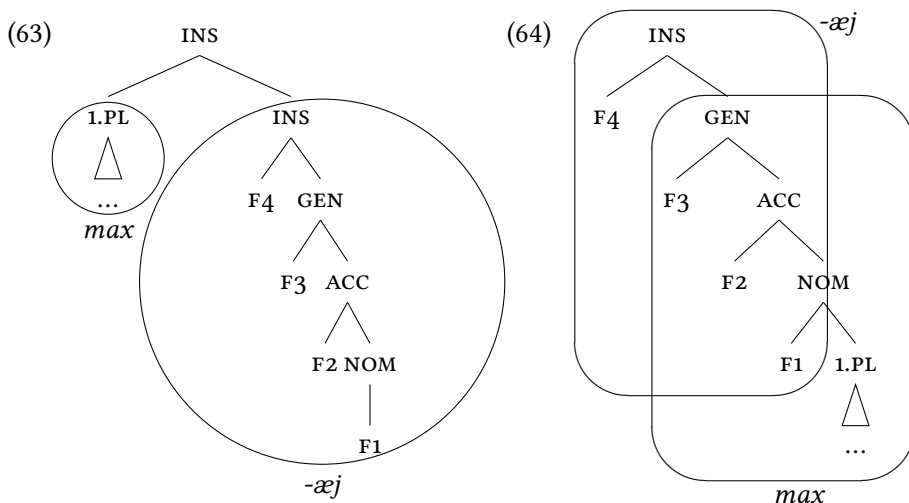 (63)
INS
1.PL
...
max
INS
F4 GEN
F3 ACC
F2 NOM
F1
-æj
(64)
-æj
INS
F4 GEN
F3 ACC
F2 NOM
F1 1.PL
...
max